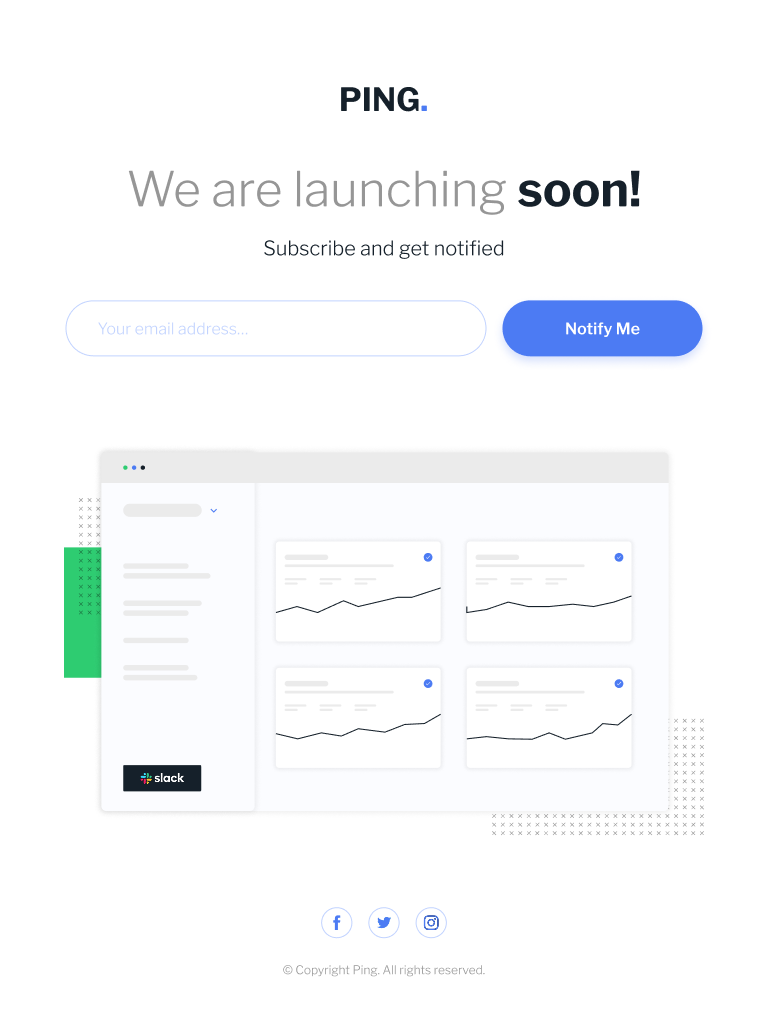 PING.
We are launching soon!
Subscribe and get notified
Your email address...
Notify Me
slack
© Copyright Ping. All rights reserved.